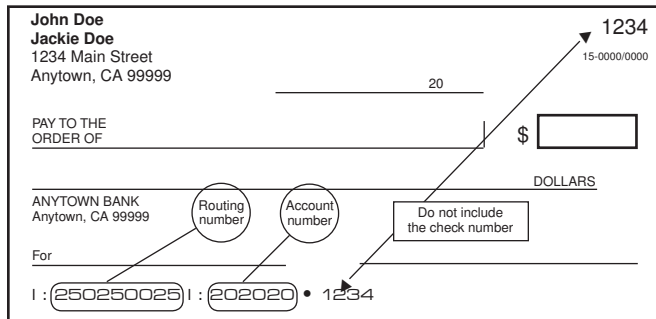 John Doe
Jackie Doe
1234 Main Street
Anytown, CA 99999
1234
15-0000/0000
20
PAY TO THE
ORDER OF
$
DOLLARS
ANYTOWN BANK
Anytown, CA 99999
Routing
number
Account
number
Do not include
the check number
For
I : 250250025 I : 202020 • 1234